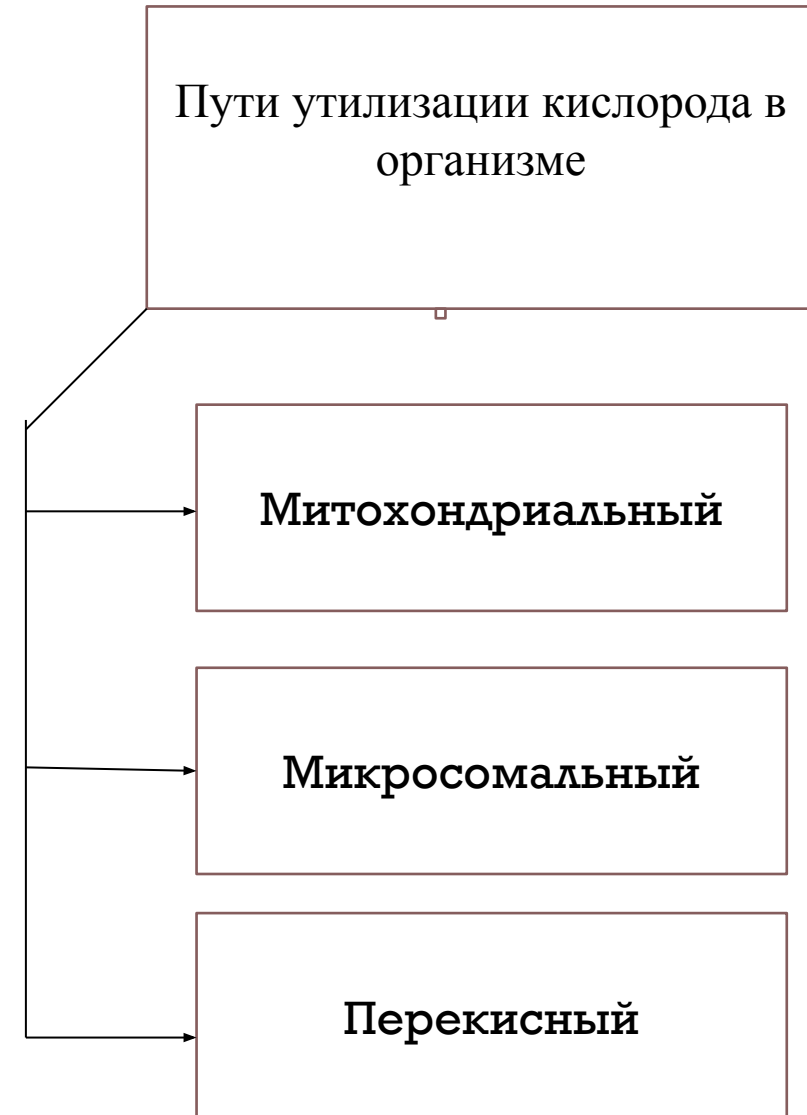 Пути утилизации кислорода в
организме
Митохондриальный
Микросомальный
Перекисный